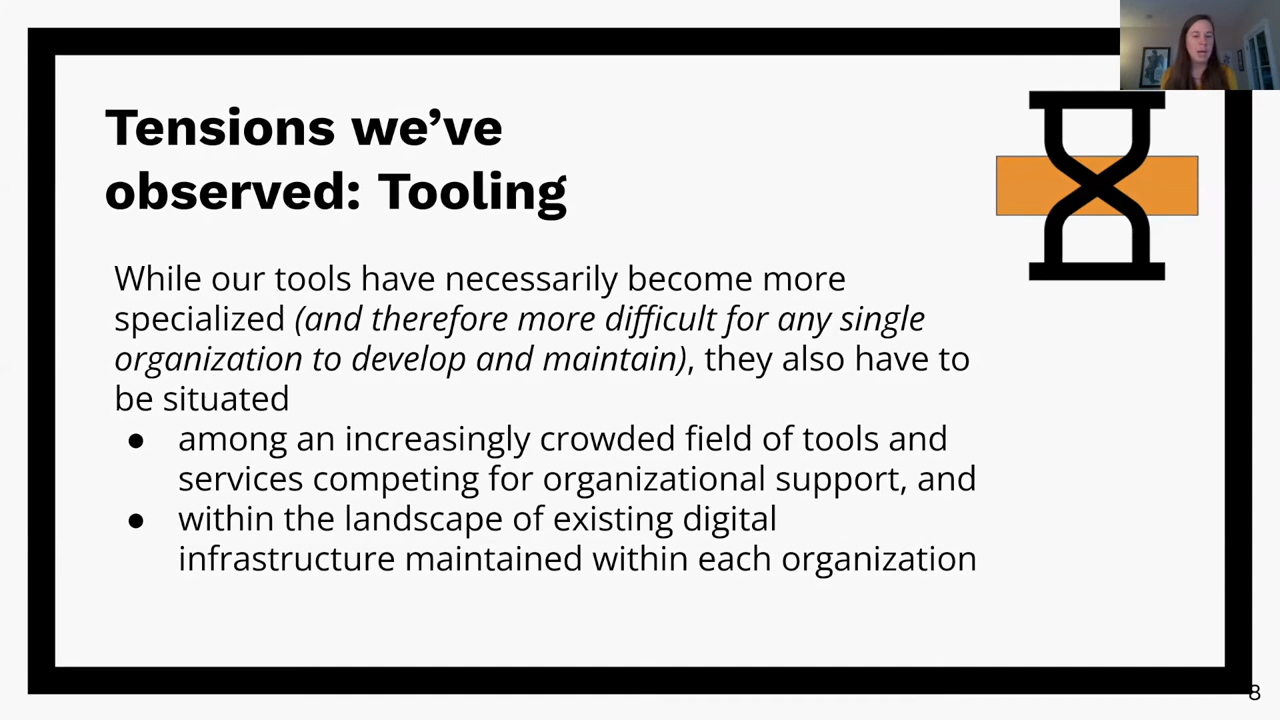 Tensions we’ve
observed: Tooling
While our tools have necessarily become more
specialized (and therefore more difficult for any single
organization to develop and maintain), they also have to
be situated
● among an increasingly crowded field of tools and
services competing for organizational support, and
● within the landscape of existing digital
infrastructure maintained within each organization
8